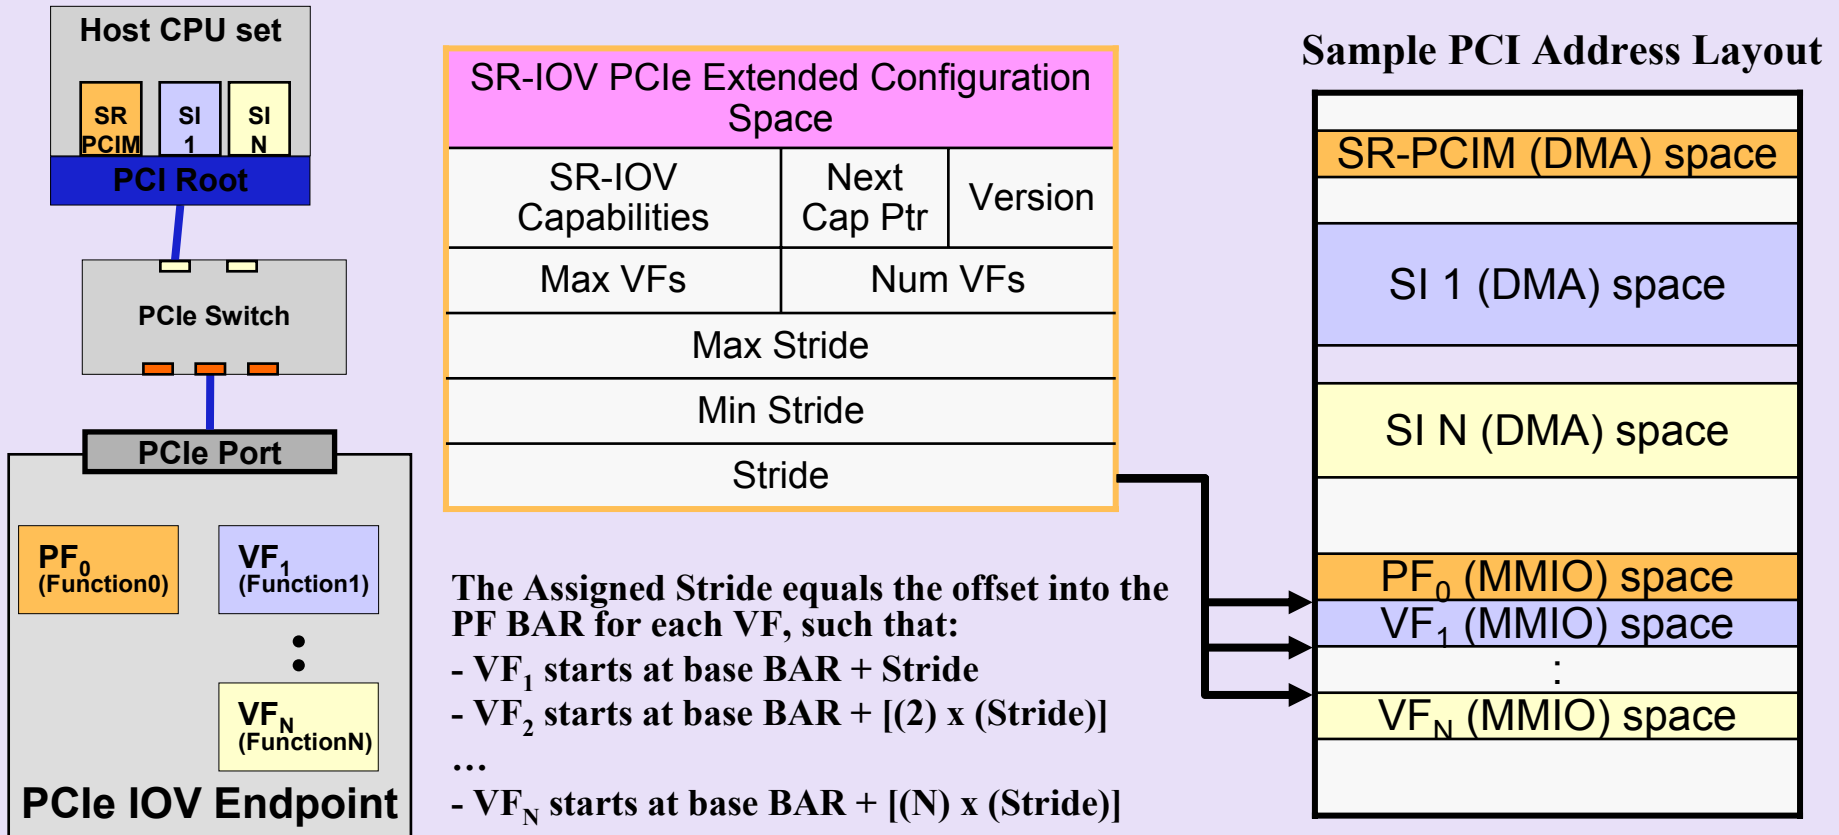 Host CPU set
SR
PCIM
SI
1
SI
N
PCI Root
PCIe Switch
PCIe Port
PF0
(Function0)
VF1
(Function1)
VFN
(FunctionN)
PCIe IOV Endpoint
SR-IOV PCIe Extended Configuration
Space
SR-IOV
Capabilities
Next
Cap Ptr
Version
Max VFs
Num VFs
Max Stride
Min Stride
Stride
The Assigned Stride equals the offset into the
PF BAR for each VF, such that:
- VF1 starts at base BAR + Stride
- VF2 starts at base BAR + [(2) x (Stride)]
…
- VFN starts at base BAR + [(N) x (Stride)]
Sample PCI Address Layout
SR-PCIM (DMA) space
SI 1 (DMA) space
SI N (DMA) space
PF0 (MMIO) space
VF1 (MMIO) space
:
VFN (MMIO) space